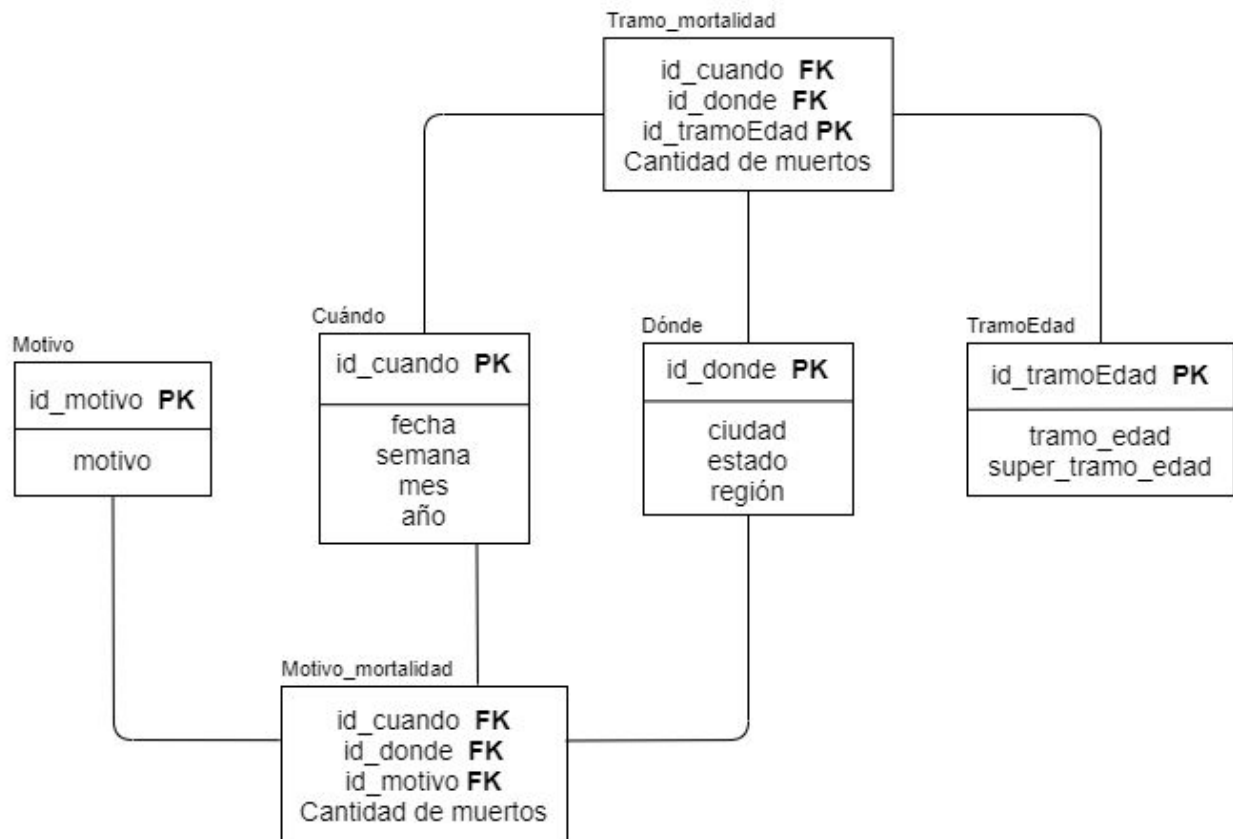 Tramo_mortalidad
id_cuando FK
id_donde FK
id_tramoEdad PK
Cantidad de muertos
Motivo
id_motivo PK
motivo
Cuándo
id_cuando PK
fecha
semana
mes
año
Dónde
id_donde PK
ciudad
estado
región
TramoEdad
id_tramoEdad PK
tramo_edad
super_tramo_edad
Motivo_mortalidad
id_cuando FK
id_donde FK
id_motivo FK
Cantidad de muertos